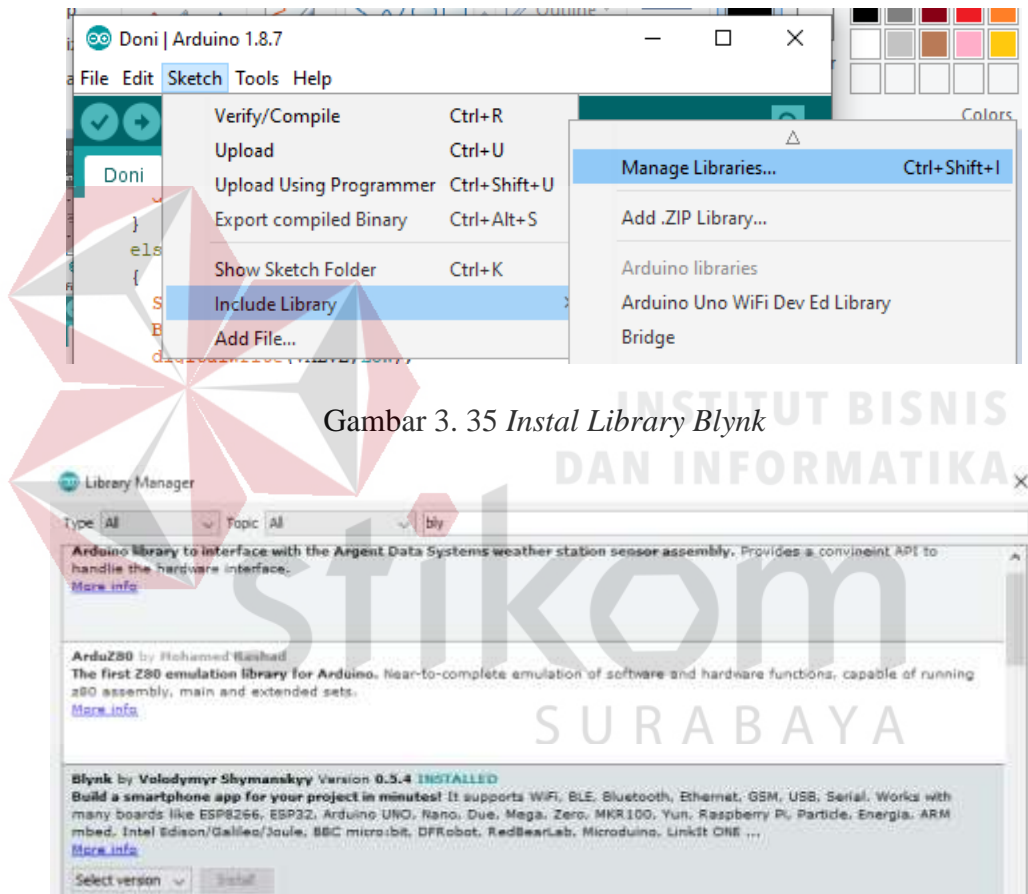 Outline
Doni | Arduino 1.8.7
File Edit Sketch Tools Help
Colors
Verify/Compile Ctrl+R
Upload Ctrl+U
Upload Using Programmer Ctrl+Shift+U
Export compiled Binary Ctrl+Alt+S
Show Sketch Folder Ctrl+K
Include Library
Add File...
Manage Libraries... Ctrl+Shift+I
Add .ZIP Library...
Arduino libraries
Arduino Uno WiFi Dev Ed Library
Bridge
Doni
}
els
{
S
B
Gambar 3. 35 Instal Library Blynk
INSTITUT BISNIS
DAN INFORMATIKA
stikom
SURABAYA
Library Manager
Type All Topic All bly
Arduino library to interface with the Argent Data Systems weather station sensor assembly. Provides a convineint API to
handlie the hardware interface.
More info
ArduZ80 by Mohamed Rashad
The first Z80 emulation library for Arduino. Near-to-complete emulation of software and hardware functions, capable of running
z80 assembly, main and extended sets.
More info
Blynk by Volodymyr Shymanskyy Version 0.5.4 INSTALLED
Build a smartphone app for your project in minutes! It supports WiFi, BLE, Bluetooth, Ethernet, GSM, USB, Serial. Works with
many boards like ESP8266, ESP32, Arduino UNO, Nano, Due, Mega, Zero, MKR100, Yun, Raspberry Pi, Particle, Energia, ARM
mbed, Intel Edison/Galileo/Joule, BBC micro:bit, DFRobot, RedBearLab, Microduino, LinkIt ONE ...
More info
Select version Install